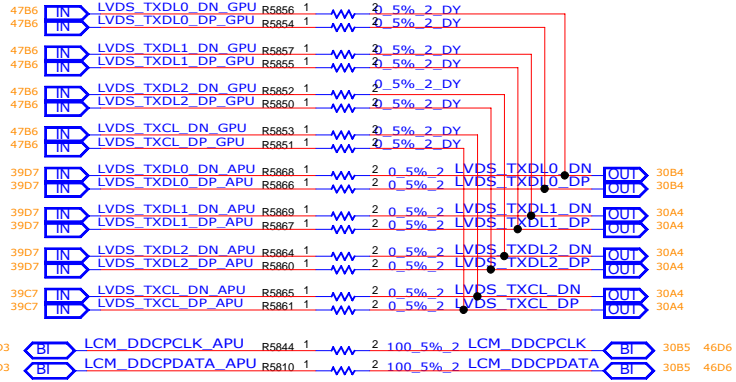 47B6 IN LVDS_TXDL0_DN_GPU R5856 1 2 0_5%_2_DY
47B6 IN LVDS_TXDL0_DP_GPU R5854 1 2 0_5%_2_DY
47B6 IN LVDS_TXDL1_DN_GPU R5857 1 2 0_5%_2_DY
47B6 IN LVDS_TXDL1_DP_GPU R5855 1 2 0_5%_2_DY
47B6 IN LVDS_TXDL2_DN_GPU R5852 1 2 0_5%_2_DY
47B6 IN LVDS_TXDL2_DP_GPU R5850 1 2 0_5%_2_DY
47B6 IN LVDS_TXCL_DN_GPU R5853 1 2 0_5%_2_DY
47B6 IN LVDS_TXCL_DP_GPU R5851 1 2 0_5%_2_DY
39D7 IN LVDS_TXDL0_DN_APU R5868 1 2 0_5%_2 LVDS_TXDL0_DN OUT 30B4
39D7 IN LVDS_TXDL0_DP_APU R5866 1 2 0_5%_2 LVDS_TXDL0_DP OUT 30B4
39D7 IN LVDS_TXDL1_DN_APU R5869 1 2 0_5%_2 LVDS_TXDL1_DN OUT 30A4
39D7 IN LVDS_TXDL1_DP_APU R5867 1 2 0_5%_2 LVDS_TXDL1_DP OUT 30A4
39D7 IN LVDS_TXDL2_DN_APU R5864 1 2 0_5%_2 LVDS_TXDL2_DN OUT 30A4
39D7 IN LVDS_TXDL2_DP_APU R5860 1 2 0_5%_2 LVDS_TXDL2_DP OUT 30A4
39C7 IN LVDS_TXCL_DN_APU R5865 1 2 0_5%_2 LVDS_TXCL_DN OUT 30A4
39C7 IN LVDS_TXCL_DP_APU R5861 1 2 0_5%_2 LVDS_TXCL_DP OUT 30A4
BI LCM_DDCPCLK_APU R5844 1 2 100_5%_2 LCM_DDCPCLK BI 30B5 46D6
BI LCM_DDCPDATA_APU R5810 1 2 100_5%_2 LCM_DDCPDATA BI 30B5 46D6